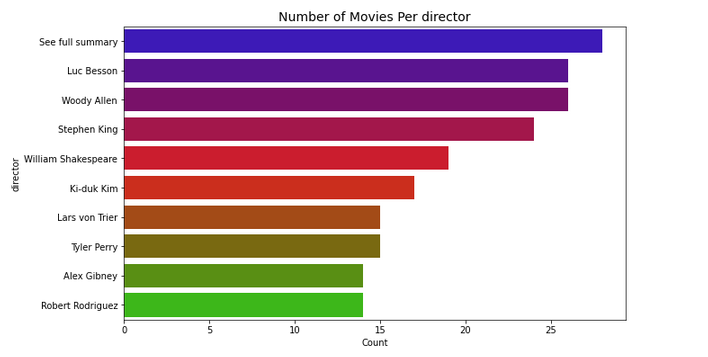 Number of Movies Per director
director
See full summary
Luc Besson
Woody Allen
Stephen King
William Shakespeare
Ki-duk Kim
Lars von Trier
Tyler Perry
Alex Gibney
Robert Rodriguez
0 5 10 15 20 25
Count